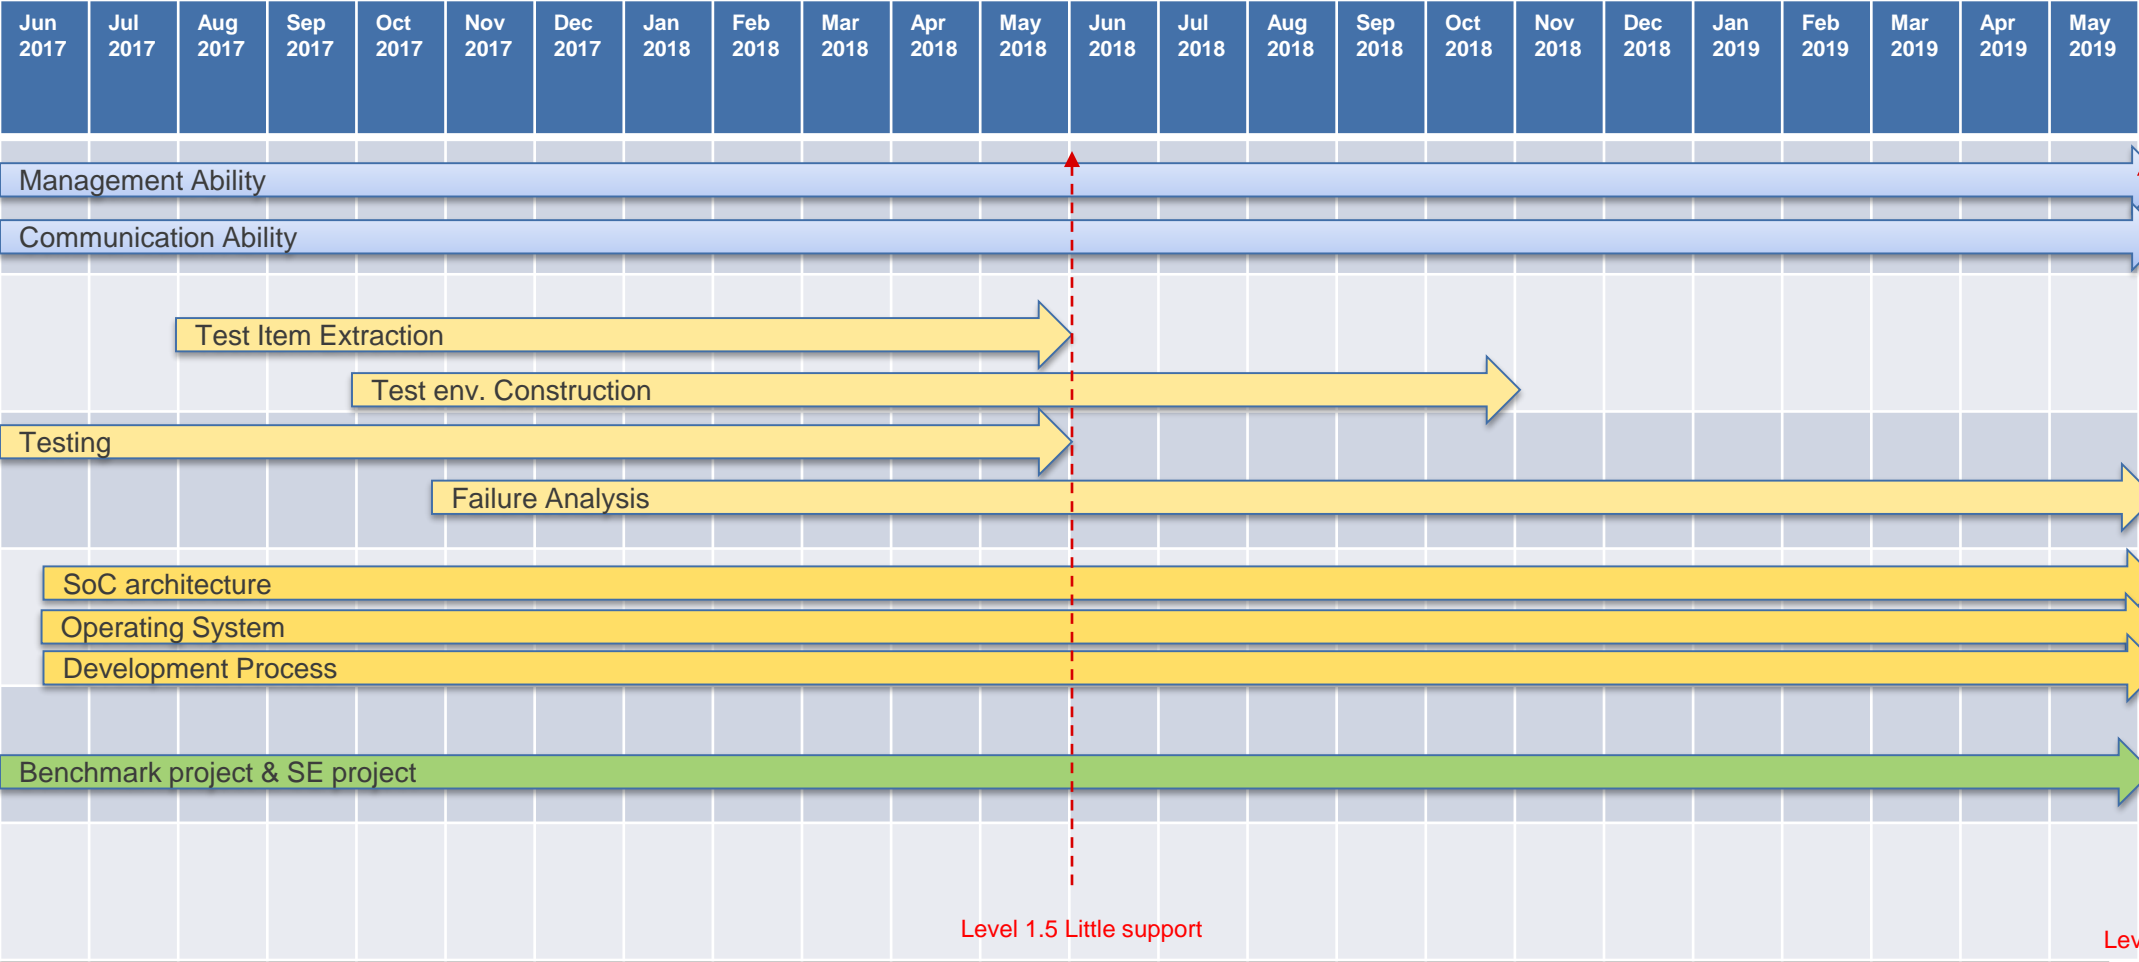 Jun Jul Aug Sep Oct Nov Dec Jan Feb Mar Apr May Jun Jul Aug Sep Oct Nov Dec Jan Feb Mar Apr May
2017 2017 2017 2017 2017 2017 2017 2018 2018 2018 2018 2018 2018 2018 2018 2018 2018 2018 2018 2019 2019 2019 2019 2019
Management Ability
Communication Ability
Test Item Extraction
Test env. Construction
Testing
Failure Analysis
SoC architecture
Operating System
Development Process
Benchmark project & SE project
Level 1.5 Little support